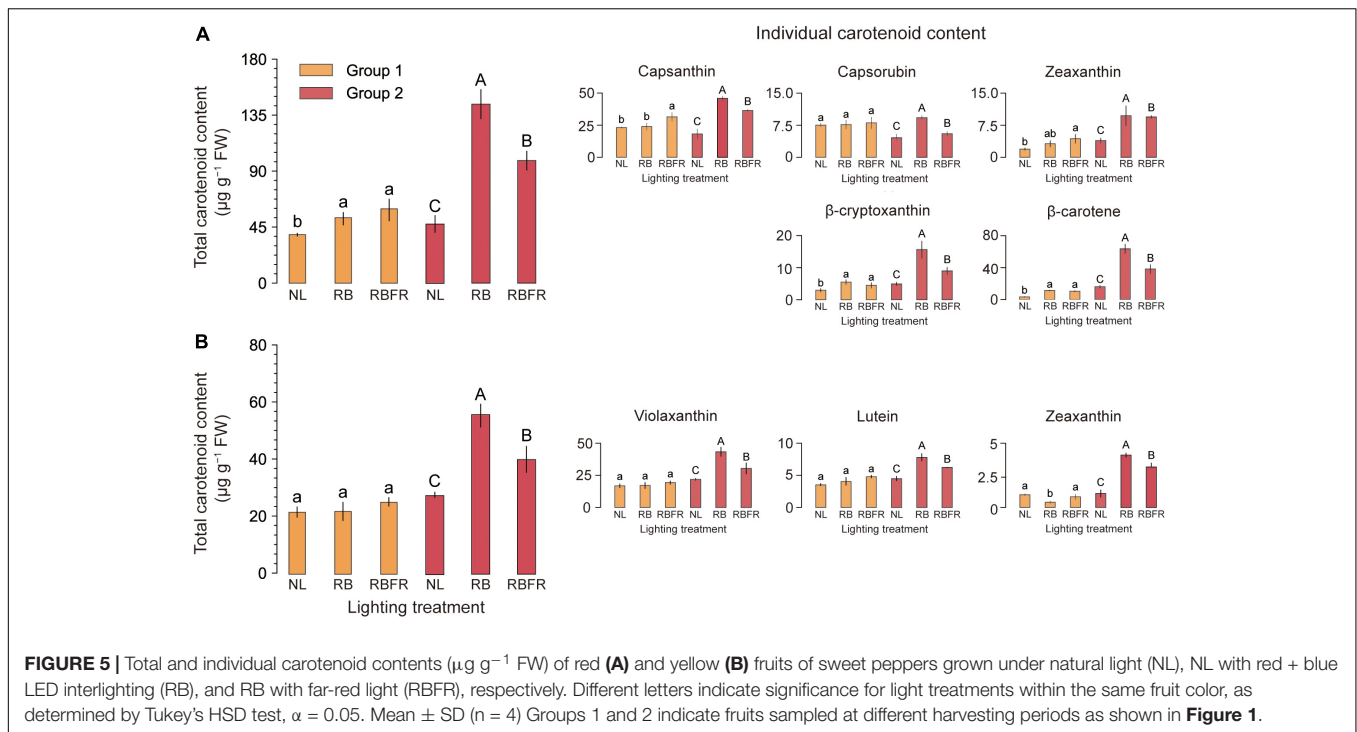 A
Individual carotenoid content
Total carotenoid content
(µg g⁻¹ FW)
180
135
90
45
0
Group 1
Group 2
b
a
a
C
A
B
NL RB RBFR NL RB RBFR
Capsanthin
50
25
0
b b a C A B
NL RB RBFR NL RB RBFR
Lighting treatment
Capsorubin
15.0
7.5
0
a a a C A B
NL RB RBFR NL RB RBFR
Lighting treatment
Zeaxanthin
15.0
7.5
0
b ab a C A B
NL RB RBFR NL RB RBFR
Lighting treatment
β-cryptoxanthin
20
10
0
b a a C A B
NL RB RBFR NL RB RBFR
Lighting treatment
β-carotene
80
40
0
b a a C A B
NL RB RBFR NL RB RBFR
Lighting treatment
B
Total carotenoid content
(µg g⁻¹ FW)
80
60
40
20
0
a a a C A B
NL RB RBFR NL RB RBFR
Lighting treatment
Violaxanthin
50
25
0
a a a C A B
NL RB RBFR NL RB RBFR
Lighting treatment
Lutein
10
5
0
a a a C A B
NL RB RBFR NL RB RBFR
Lighting treatment
Zeaxanthin
5
2.5
0
a b a C A B
NL RB RBFR NL RB RBFR
Lighting treatment
FIGURE 5 | Total and individual carotenoid contents (µg g⁻¹ FW) of red (A) and yellow (B) fruits of sweet peppers grown under natural light (NL), NL with red + blue
LED interlighting (RB), and RB with far-red light (RBFR), respectively. Different letters indicate significance for light treatments within the same fruit color, as
determined by Tukey's HSD test, α = 0.05. Mean ± SD (n = 4) Groups 1 and 2 indicate fruits sampled at different harvesting periods as shown in Figure 1.